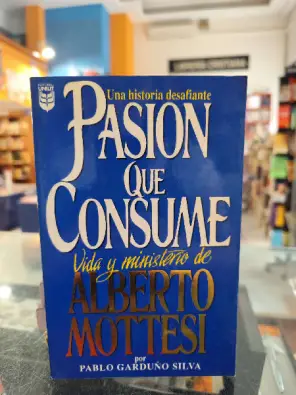 Una historia desafiante
PASION
QUE
CONSUME
Vida y ministerio de
ALBERTO
MOTTESI
por
PABLO GARDUÑO SILVA